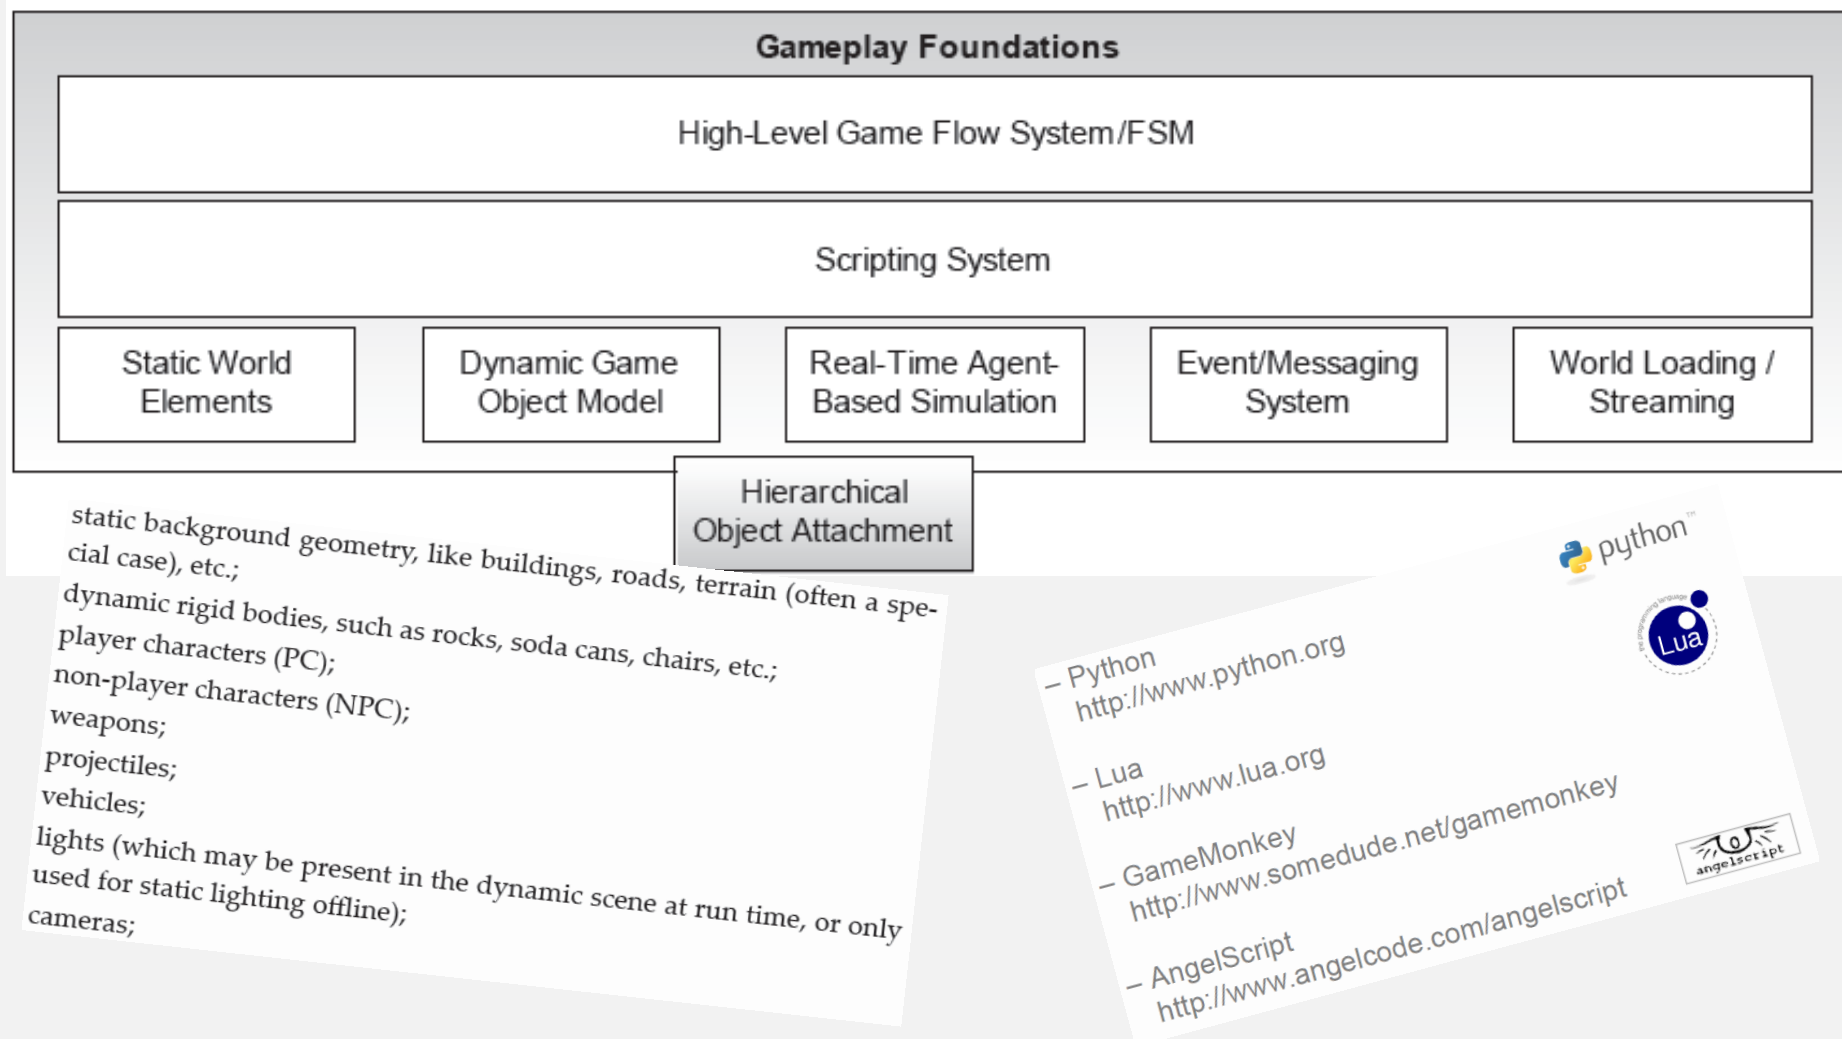 Gameplay Foundations
High-Level Game Flow System/FSM
Scripting System
Static World
Elements
Dynamic Game
Object Model
Real-Time Agent-
Based Simulation
Event/Messaging
System
World Loading /
Streaming
Hierarchical
Object Attachment
static background geometry, like buildings, roads, terrain (often a spe-
cial case), etc.;
dynamic rigid bodies, such as rocks, soda cans, chairs, etc.;
player characters (PC);
non-player characters (NPC);
weapons;
projectiles;
vehicles;
lights (which may be present in the dynamic scene at run time, or only
used for static lighting offline);
cameras;
python™
the programming language
Lua
– Python
http://www.python.org
– Lua
http://www.lua.org
– GameMonkey
http://www.somedude.net/gamemonkey
– AngelScript
http://www.angelcode.com/angelscript
angelscript